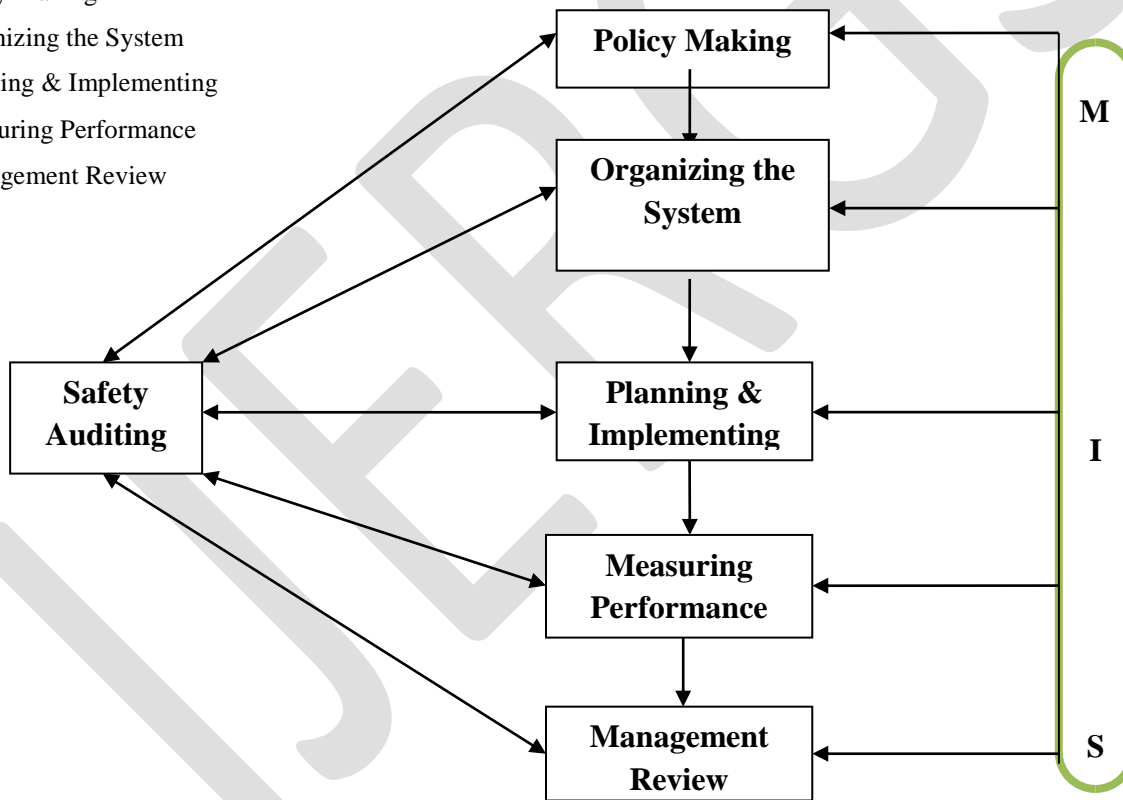 nizing the System
ing & Implementing
uring Performance
gement Review
Policy Making
Organizing the
System
Safety
Auditing
Planning &
Implementing
Measuring
Performance
Management
Review
M
I
S